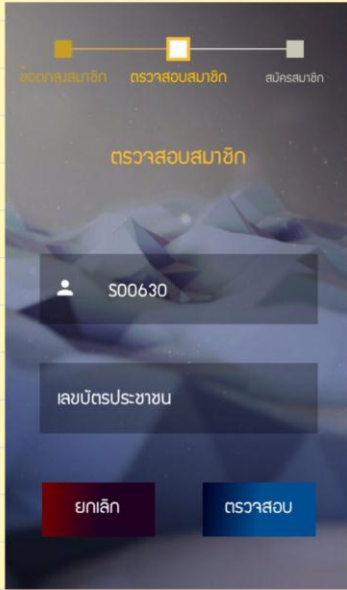 ข้อตกลงสมาชิก ตรวจสอบสมาชิก สมัครสมาชิก
ตรวจสอบสมาชิก
S00630
เลขบัตรประชาชน
ยกเลิก ตรวจสอบ